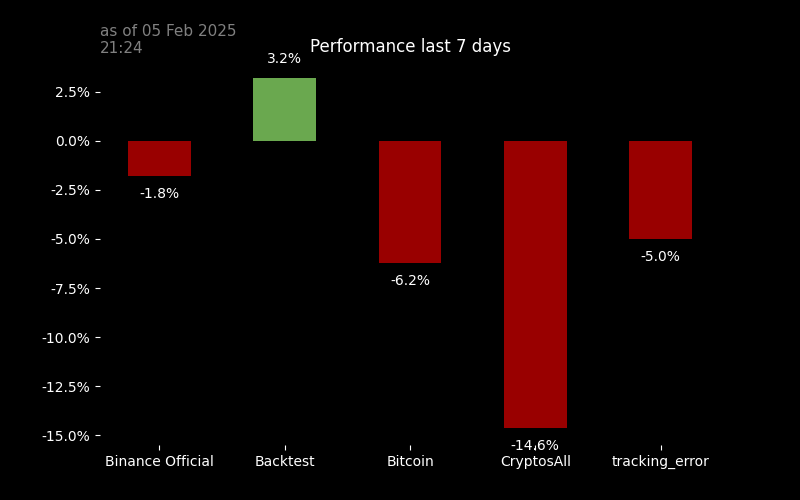 as of 05 Feb 2025
21:24
Performance last 7 days
3.2%
2.5%
0.0%
-2.5%
-5.0%
-7.5%
-10.0%
-12.5%
-15.0%
-1.8%
-6.2%
-14.6%
-5.0%
Binance Official
Backtest
Bitcoin
CryptosAll
tracking_error